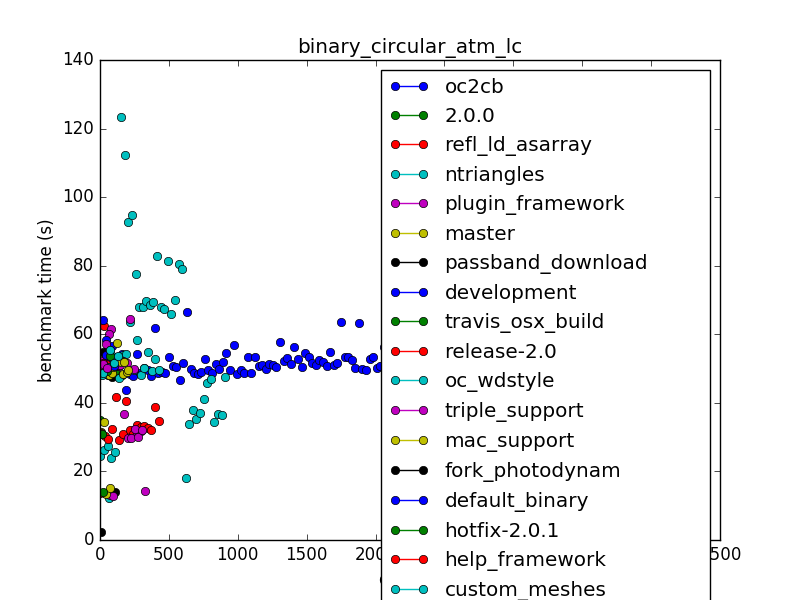 binary_circular_atm_lc
140
120
100
80
60
40
20
0
benchmark time (s)
0
500
1000
1500
200
500
oc2cb
2.0.0
refl_ld_asarray
ntriangles
plugin_framework
master
passband_download
development
travis_osx_build
release-2.0
oc_wdstyle
triple_support
mac_support
fork_photodynam
default_binary
hotfix-2.0.1
help_framework
custom_meshes